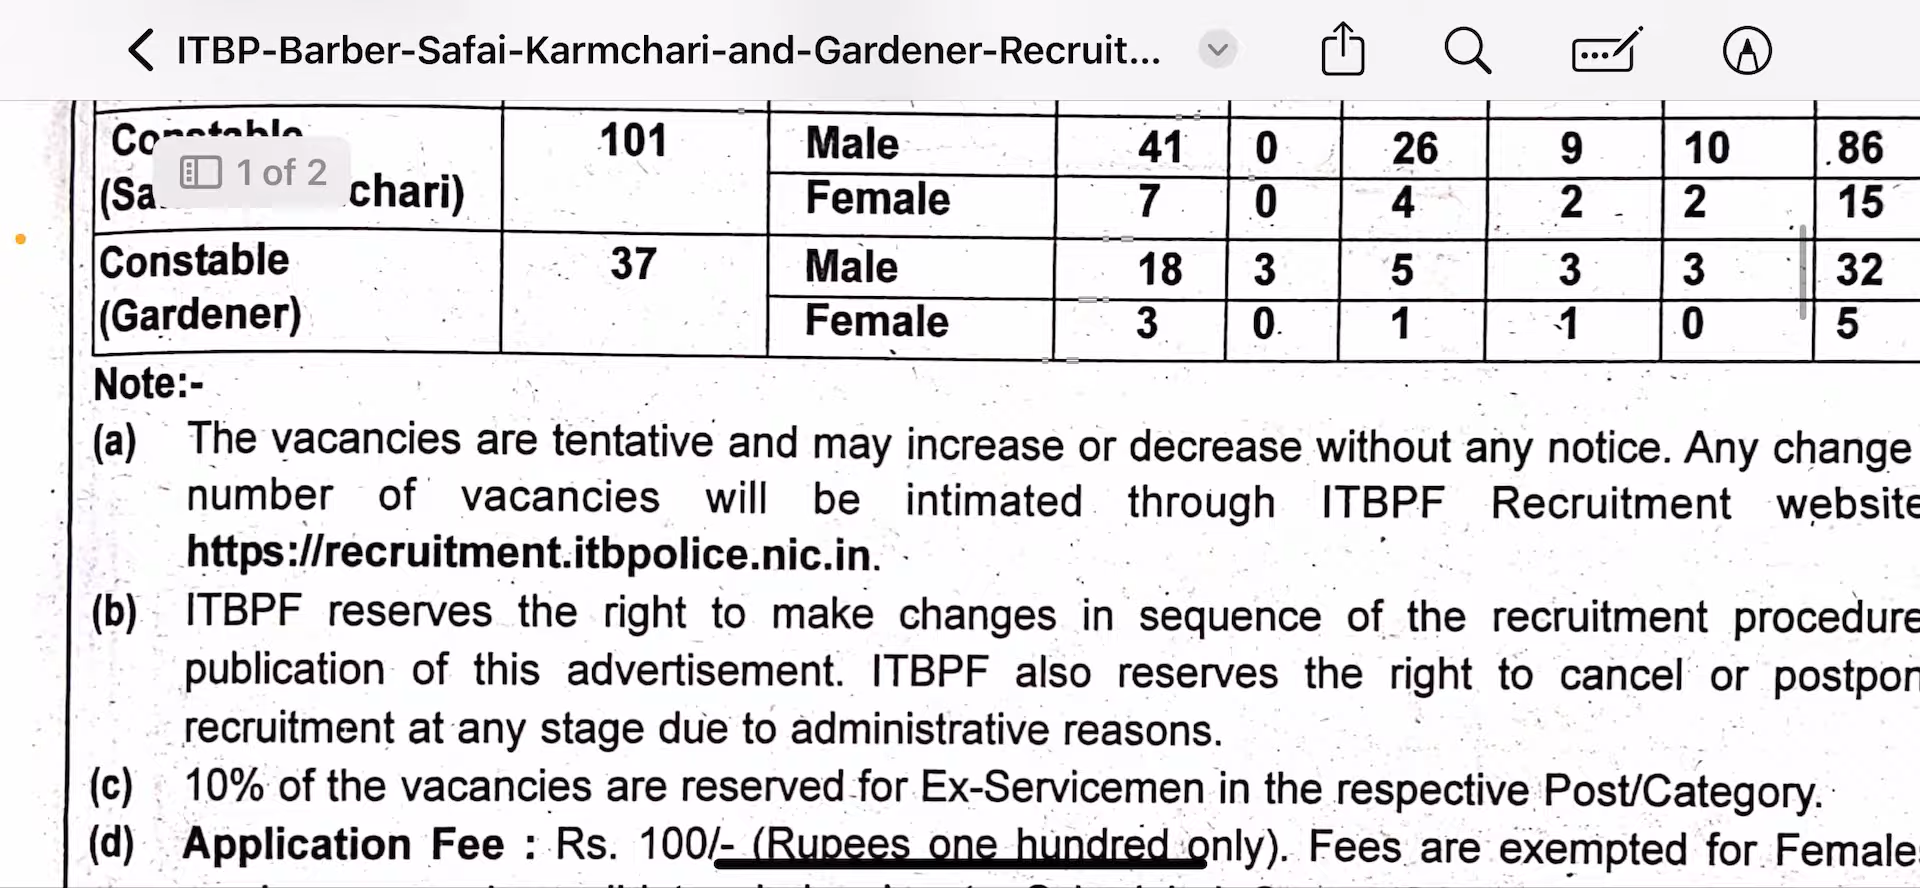 ITBP-Barber-Safai-Karmchari-and-Gardener-Recruit...
1 of 2
Constable 101 Male 41 0 26 9 10 86
(Sa chari) Female 7 0 4 2 2 15
Constable 37 Male 18 3 5 3 3 32
(Gardener) Female 3 0 1 1 0 5
Note:-
(a) The vacancies are tentative and may increase or decrease without any notice. Any change
number of vacancies will be intimated through ITBPF Recruitment website
https://recruitment.itbpolice.nic.in.
(b) ITBPF reserves the right to make changes in sequence of the recruitment procedure
publication of this advertisement. ITBPF also reserves the right to cancel or postpon
recruitment at any stage due to administrative reasons.
(c) 10% of the vacancies are reserved for Ex-Servicemen in the respective Post/Category.
(d) Application Fee : Rs. 100/- (Rupees one hundred only). Fees are exempted for Female